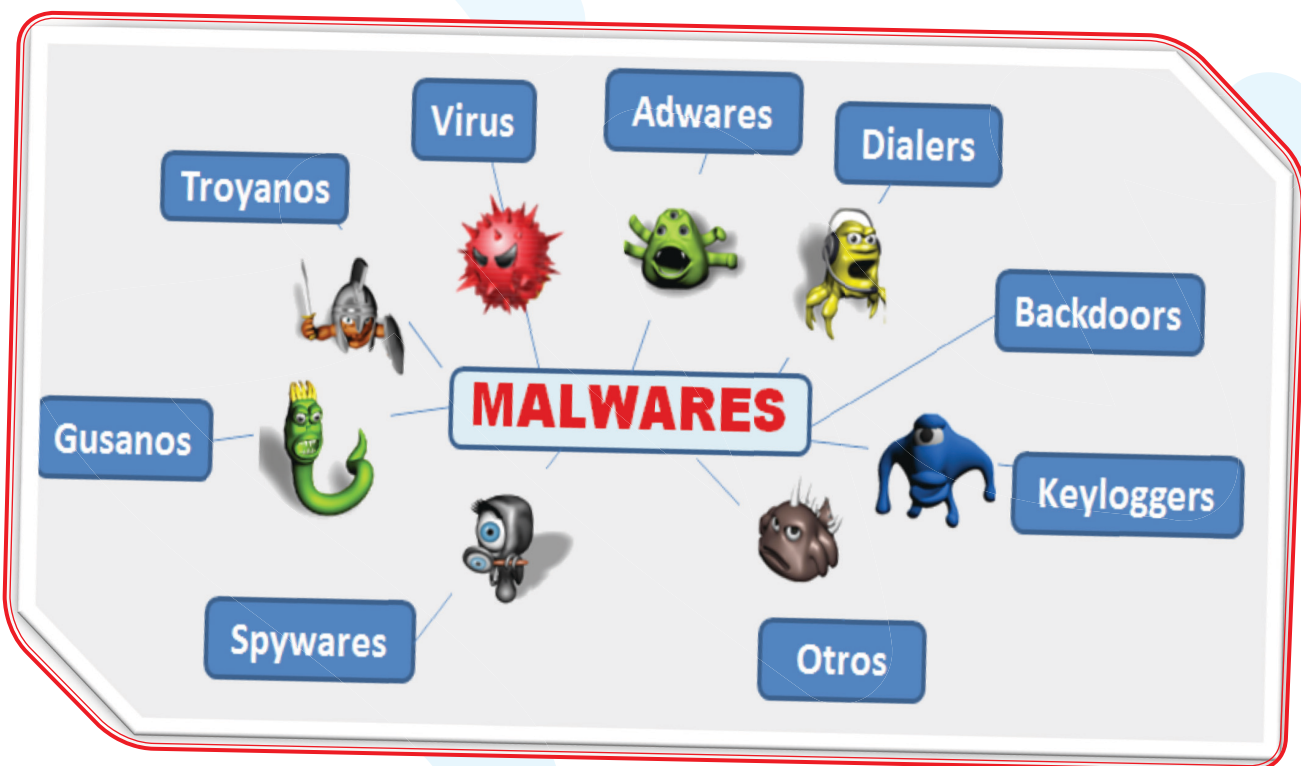 Virus
Adwares
Dialers
Troyanos
Backdoors
MALWARES
Gusanos
Keyloggers
Spywares
Otros